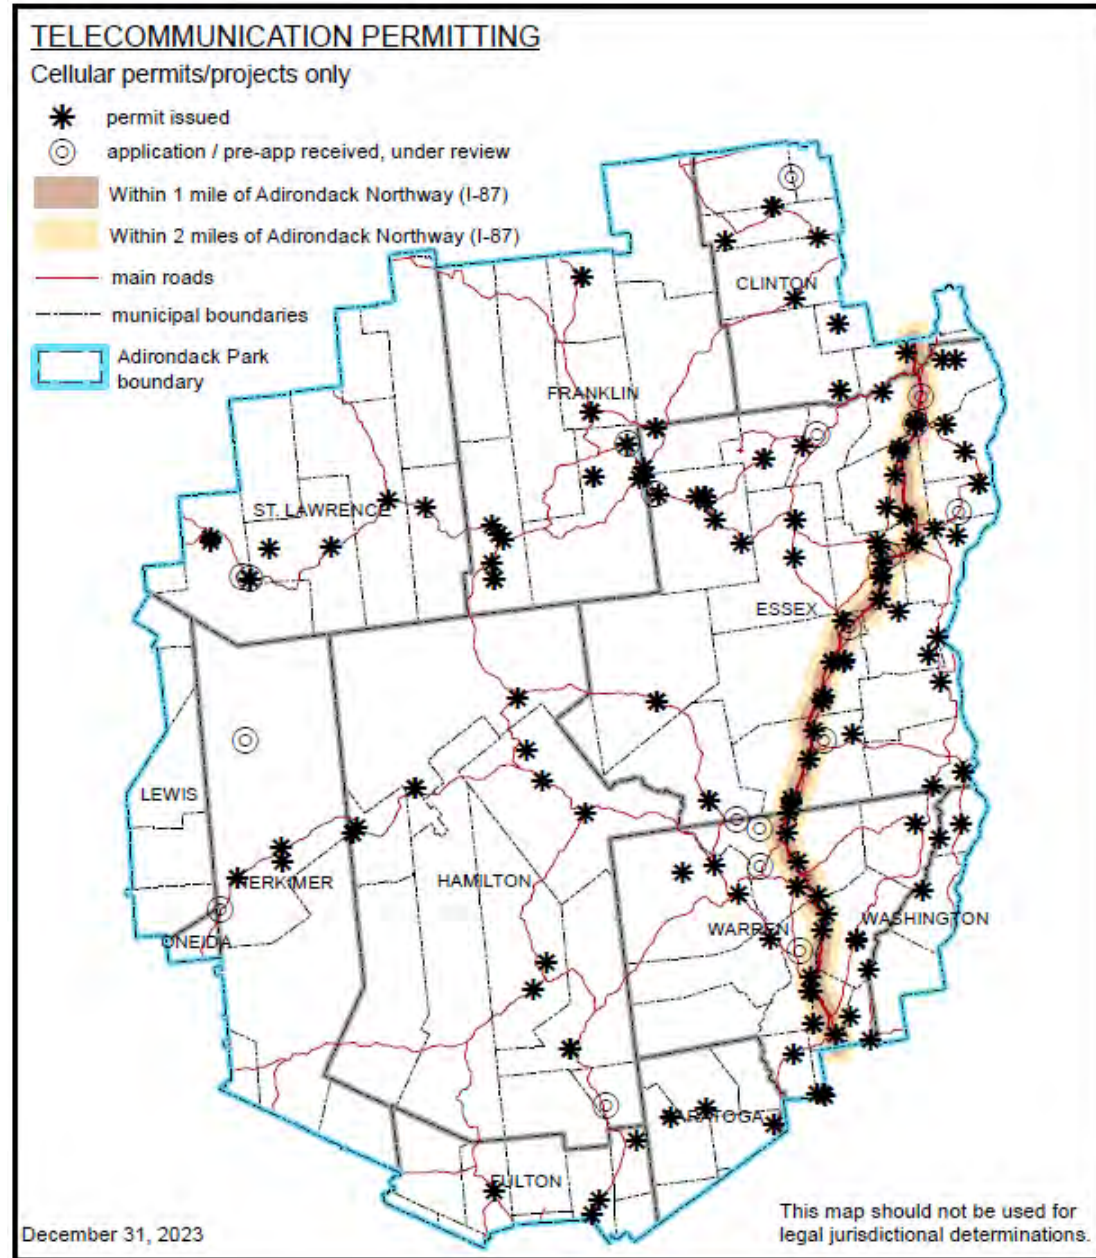 TELECOMMUNICATION PERMITTING
Cellular permits/projects only
permit issued
application / pre-app received, under review
Within 1 mile of Adirondack Northway (I-87)
Within 2 miles of Adirondack Northway (I-87)
main roads
municipal boundaries
Adirondack Park
boundary
CLINTON
FRANKLIN
ST. LAWRENCE
ESSEX
LEWIS
HERKIMER
HAMILTON
ONEIDA
WARREN
WASHINGTON
SARATOGA
FULTON
December 31, 2023
This map should not be used for
legal jurisdictional determinations.